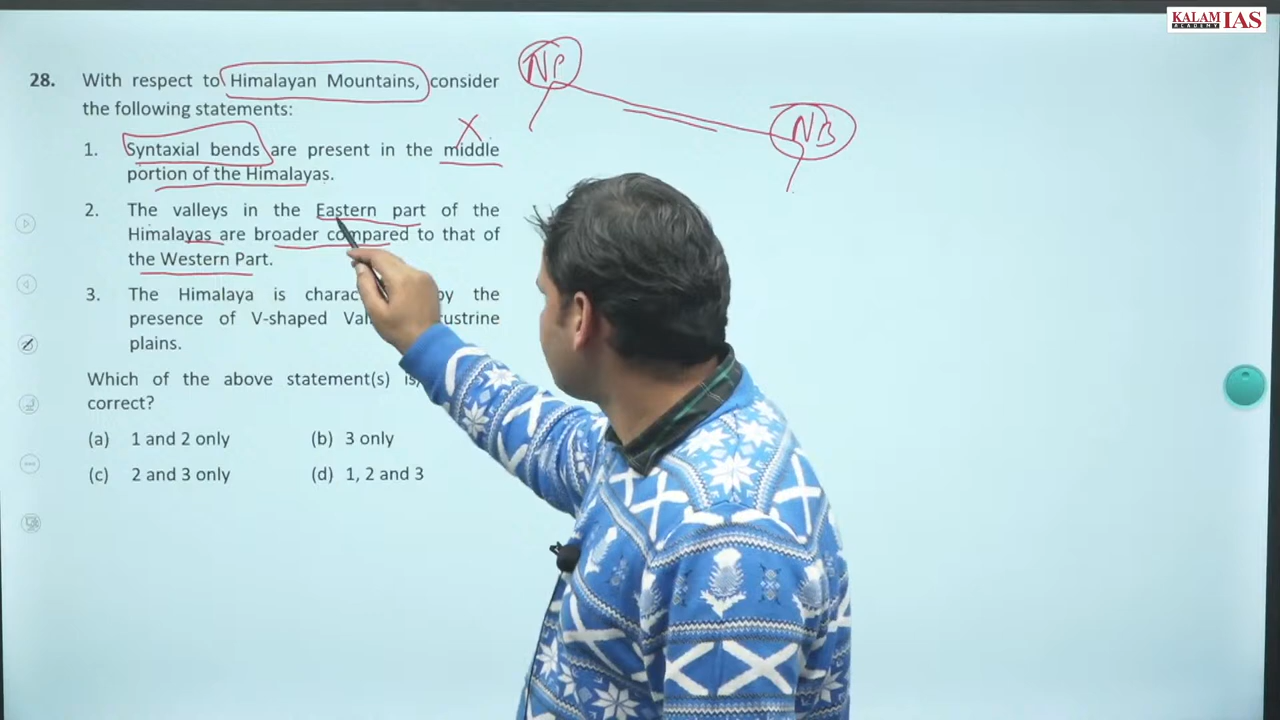 KALAM IAS
ACADEMY
28. With respect to Himalayan Mountains, consider
the following statements:
1. Syntaxial bends are present in the middle
portion of the Himalayas.
2. The valleys in the Eastern part of the
Himalayas are broader compared to that of
the Western Part.
3. The Himalaya is by the
presence of V-shaped
plains.
Which of the above statement(s)
correct?
(a) 1 and 2 only (b) 3 only
(c) 2 and 3 only (d) 1, 2 and 3
NP
NB
X